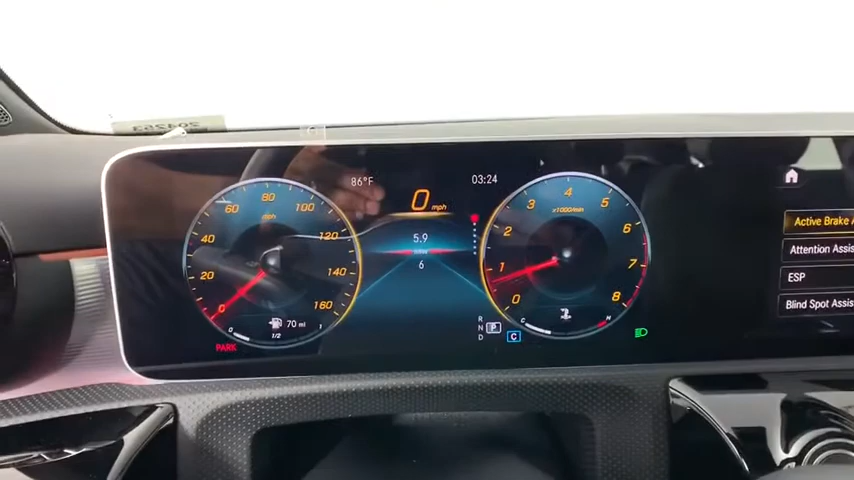 86°F
03:24
0 mph
5.9
6
20
40
60
80
100
120
140
160
mph
70 mi
0
1/2
1
PARK
0
1
2
3
4
5
6
7
8
x1000/min
C
H
R
N
D
P
C
Active Brake A
Attention Assis
ESP
Blind Spot Assis